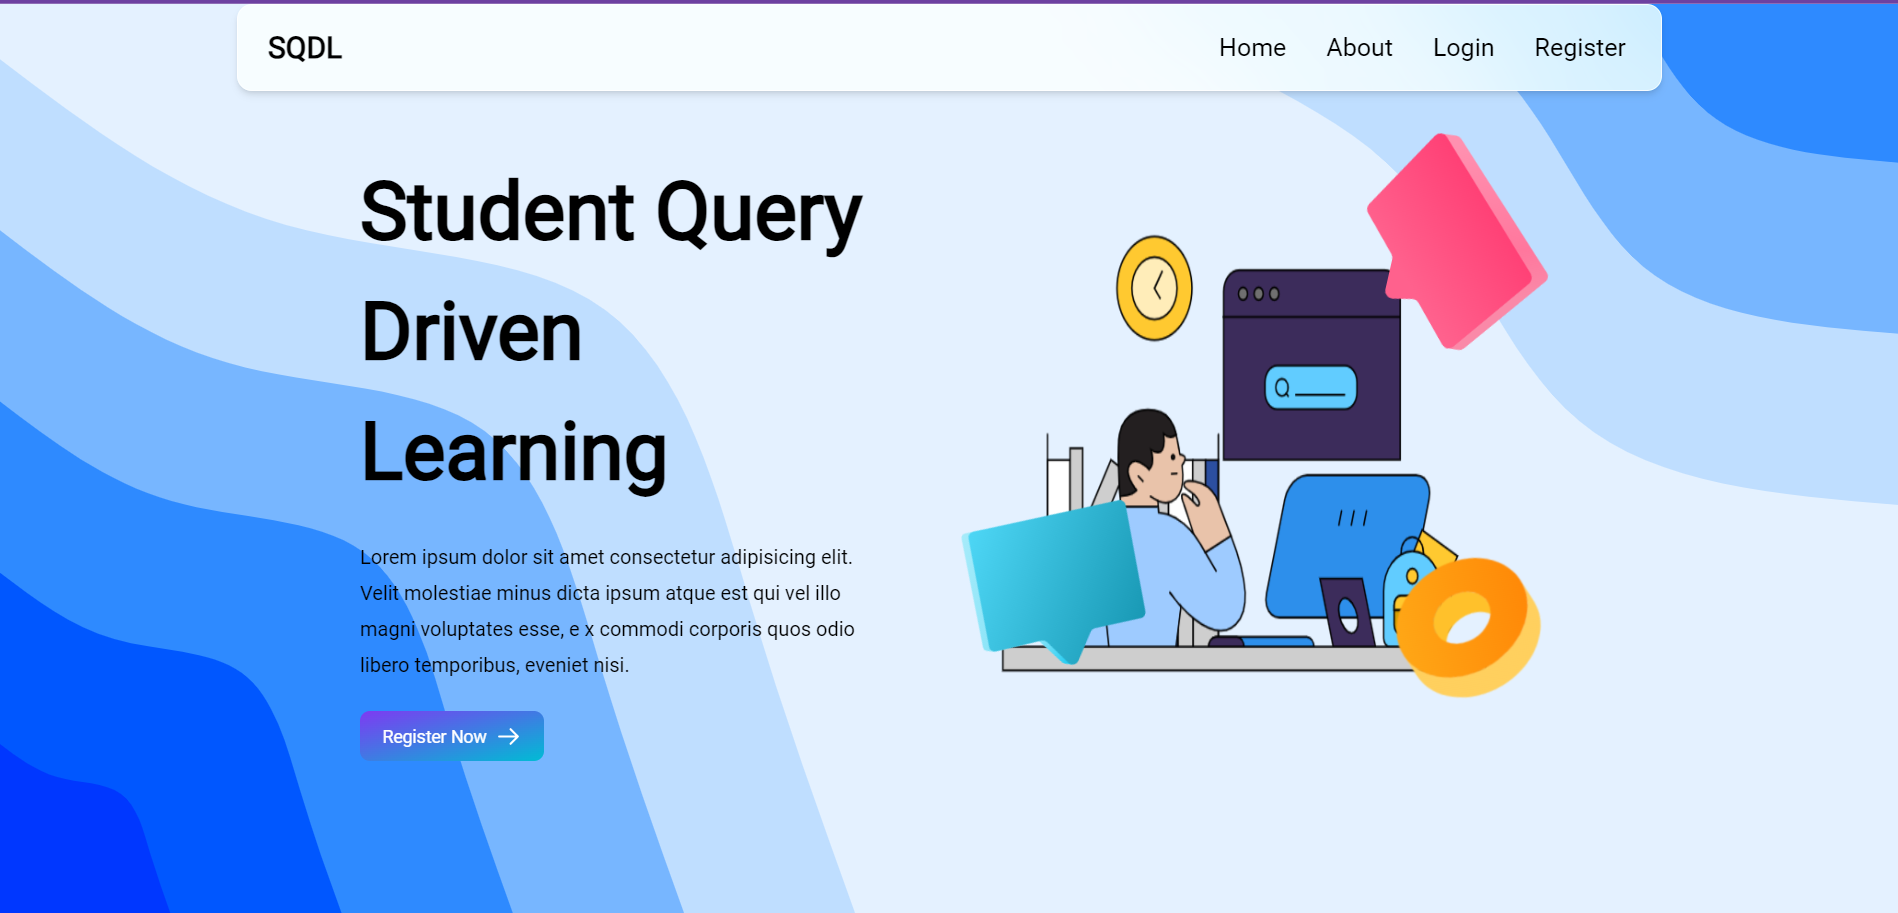 SQDL
Home About Login Register
Student Query
Driven
Learning
Lorem ipsum dolor sit amet consectetur adipisicing elit.
Velit molestiae minus dicta ipsum atque est qui vel illo
magni voluptates esse, e x commodi corporis quos odio
libero temporibus, eveniet nisi.
Register Now